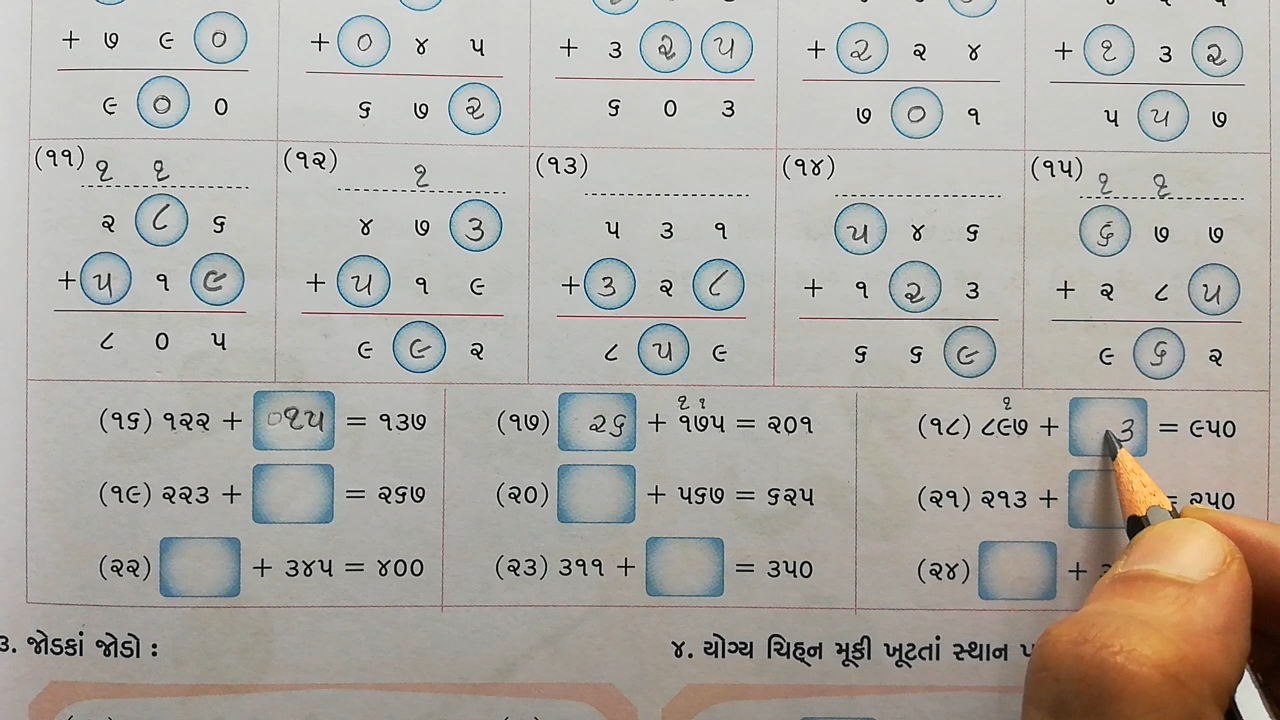 + ૭ ૯ ૦ + ૦ ૪ ૫ + ૩ ૨ ૫ + ૨ ૨ ૪ + ૧ ૩ ૨
૯ ૦ ૦ ૬ ૭ ૨ ૬ ૦ ૩ ૭ ૦ ૧ ૫ ૫ ૭
(૧૧) ૧ ૧ (૧૨) ૧ (૧૩) (૧૪) (૧૫) ૧ ૧
૨ ૮ ૬ ૪ ૭ ૩ ૫ ૩ ૧ ૫ ૪ ૬ ૬ ૭ ૭
+ ૫ ૧ ૯ + ૫ ૧ ૯ + ૩ ૨ ૮ + ૧ ૨ ૩ + ૨ ૮ ૫
૮ ૦ ૫ ૯ ૯ ૨ ૮ ૫ ૯ ૬ ૬ ૯ ૯ ૬ ૨
૧ ૧ ૧
(૧૬) ૧૨૨ + ૦૧૫ = ૧૩૭ (૧૭) ૨૬ + ૧૭૫ = ૨૦૧ (૧૮) ૮૯૭ + ૩ = ૯૫૦
(૧૯) ૨૨૩ + = ૨૬૭ (૨૦) + ૫૬૭ = ૬૨૫ (૨૧) ૨૧૩ + = ૨૫૦
(૨૨) + ૩૪૫ = ૪૦૦ (૨૩) ૩૧૧ + = ૩૫૦ (૨૪) +
૩. જોડકાં જોડો : ૪. યોગ્ય ચિહ્ન મૂકી ખૂટતાં સ્થાન